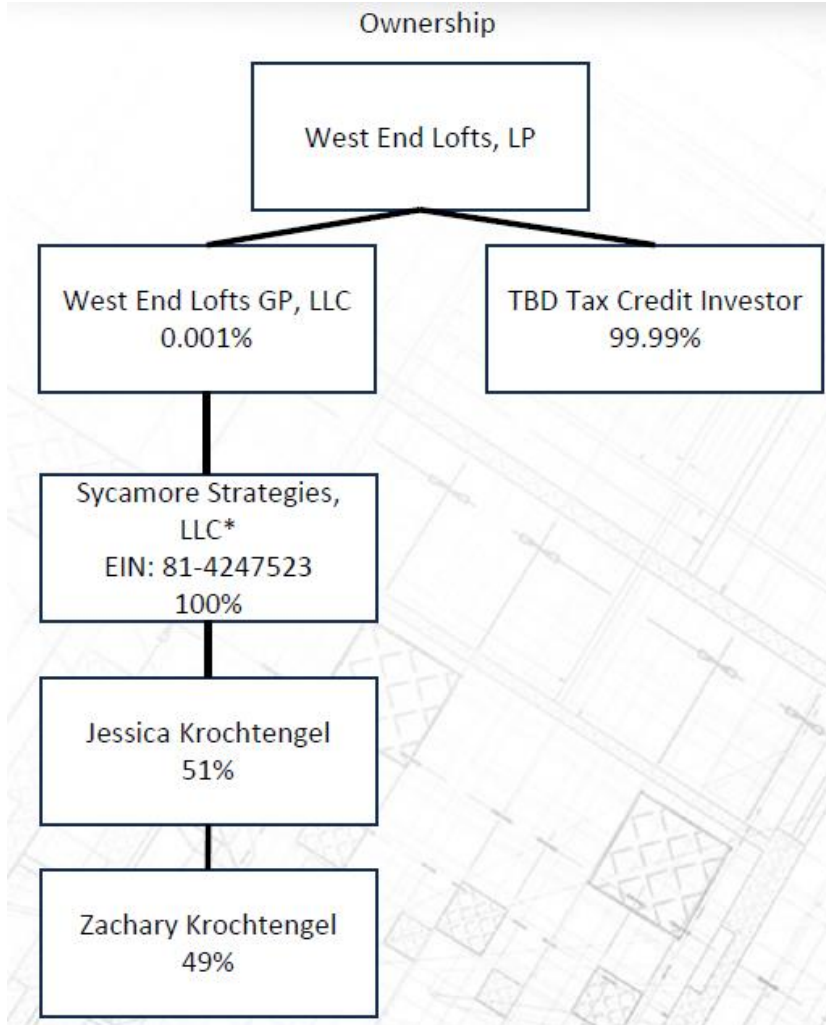 Ownership
West End Lofts, LP
West End Lofts GP, LLC
0.001%
TBD Tax Credit Investor
99.99%
Sycamore Strategies,
LLC*
EIN: 81-4247523
100%
Jessica Krochtengel
51%
Zachary Krochtengel
49%